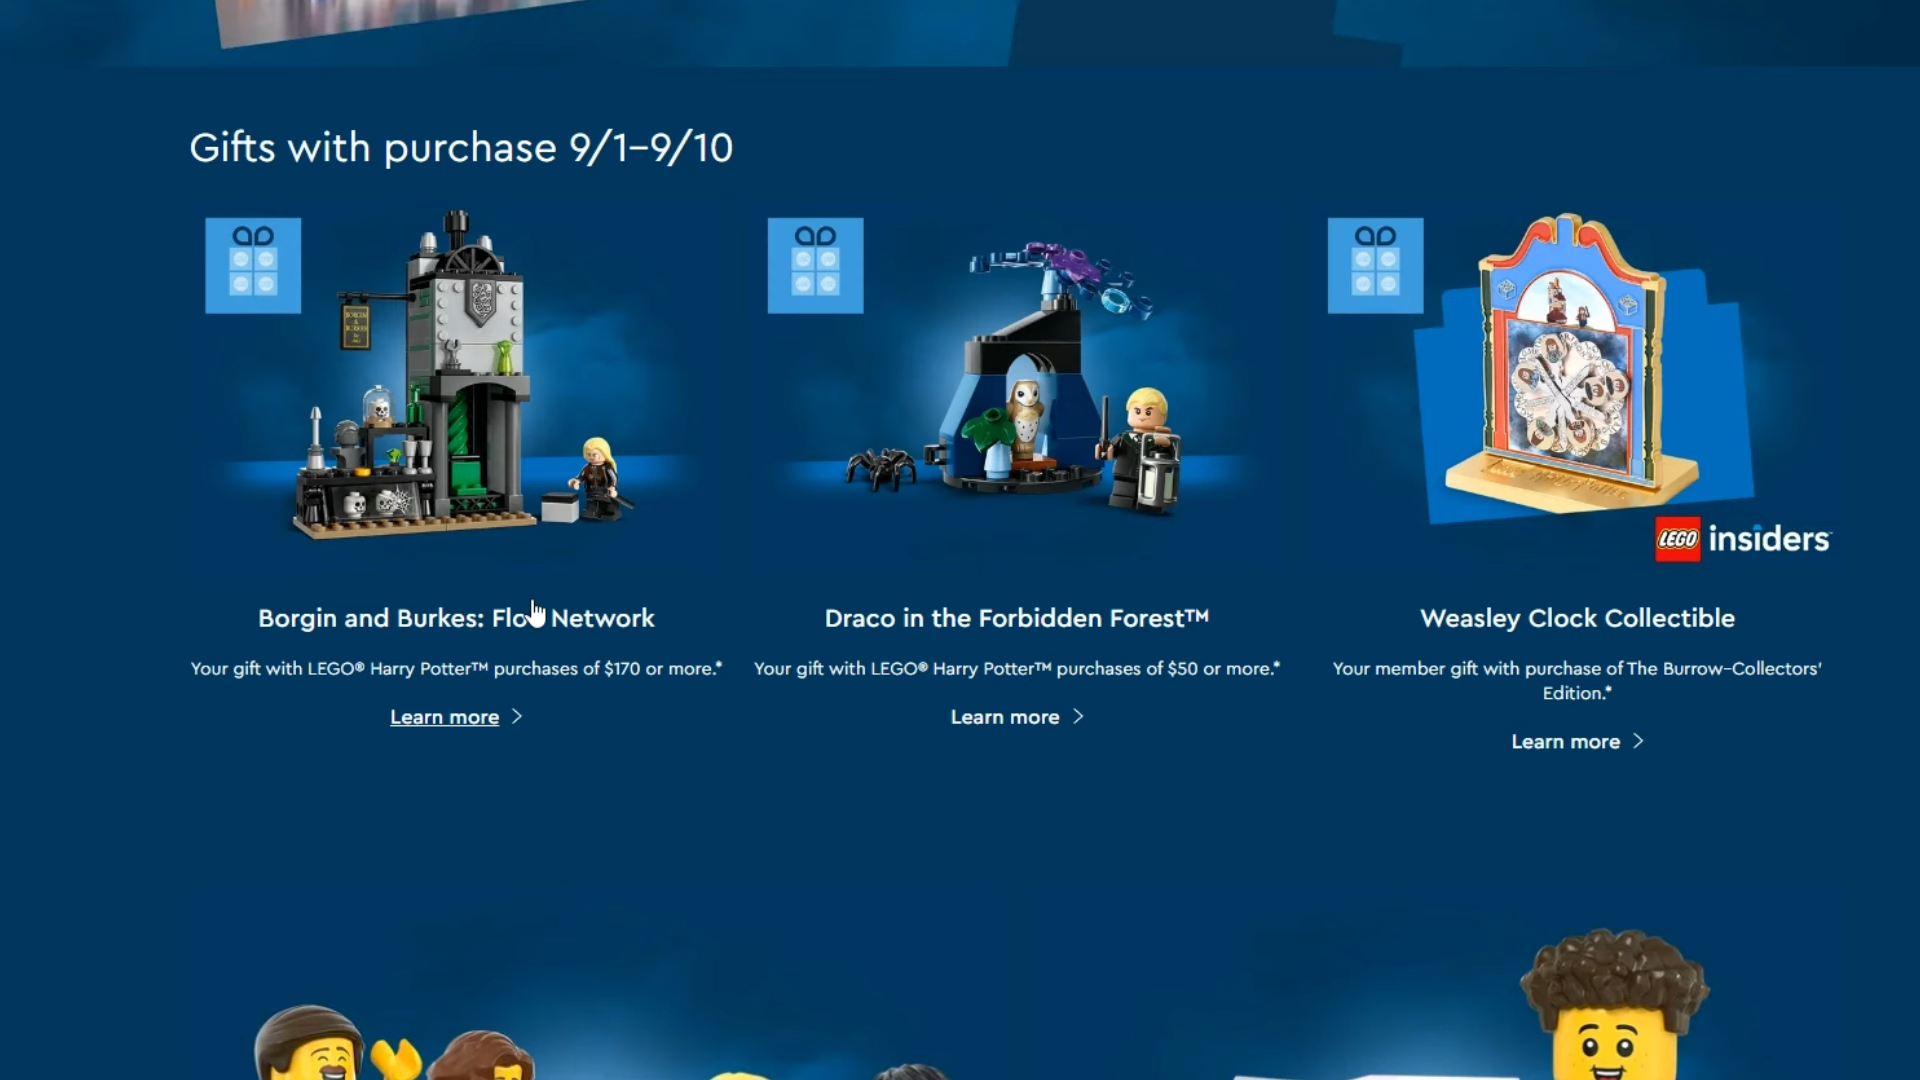 Gifts with purchase 9/1–9/10
BORGIN
&
BURKES
LEGO insiders
Borgin and Burkes: Flo Network
Your gift with LEGO® Harry Potter™ purchases of $170 or more.*
Learn more
Draco in the Forbidden Forest™
Your gift with LEGO® Harry Potter™ purchases of $50 or more.*
Learn more
Weasley Clock Collectible
Your member gift with purchase of The Burrow–Collectors'
Edition.*
Learn more